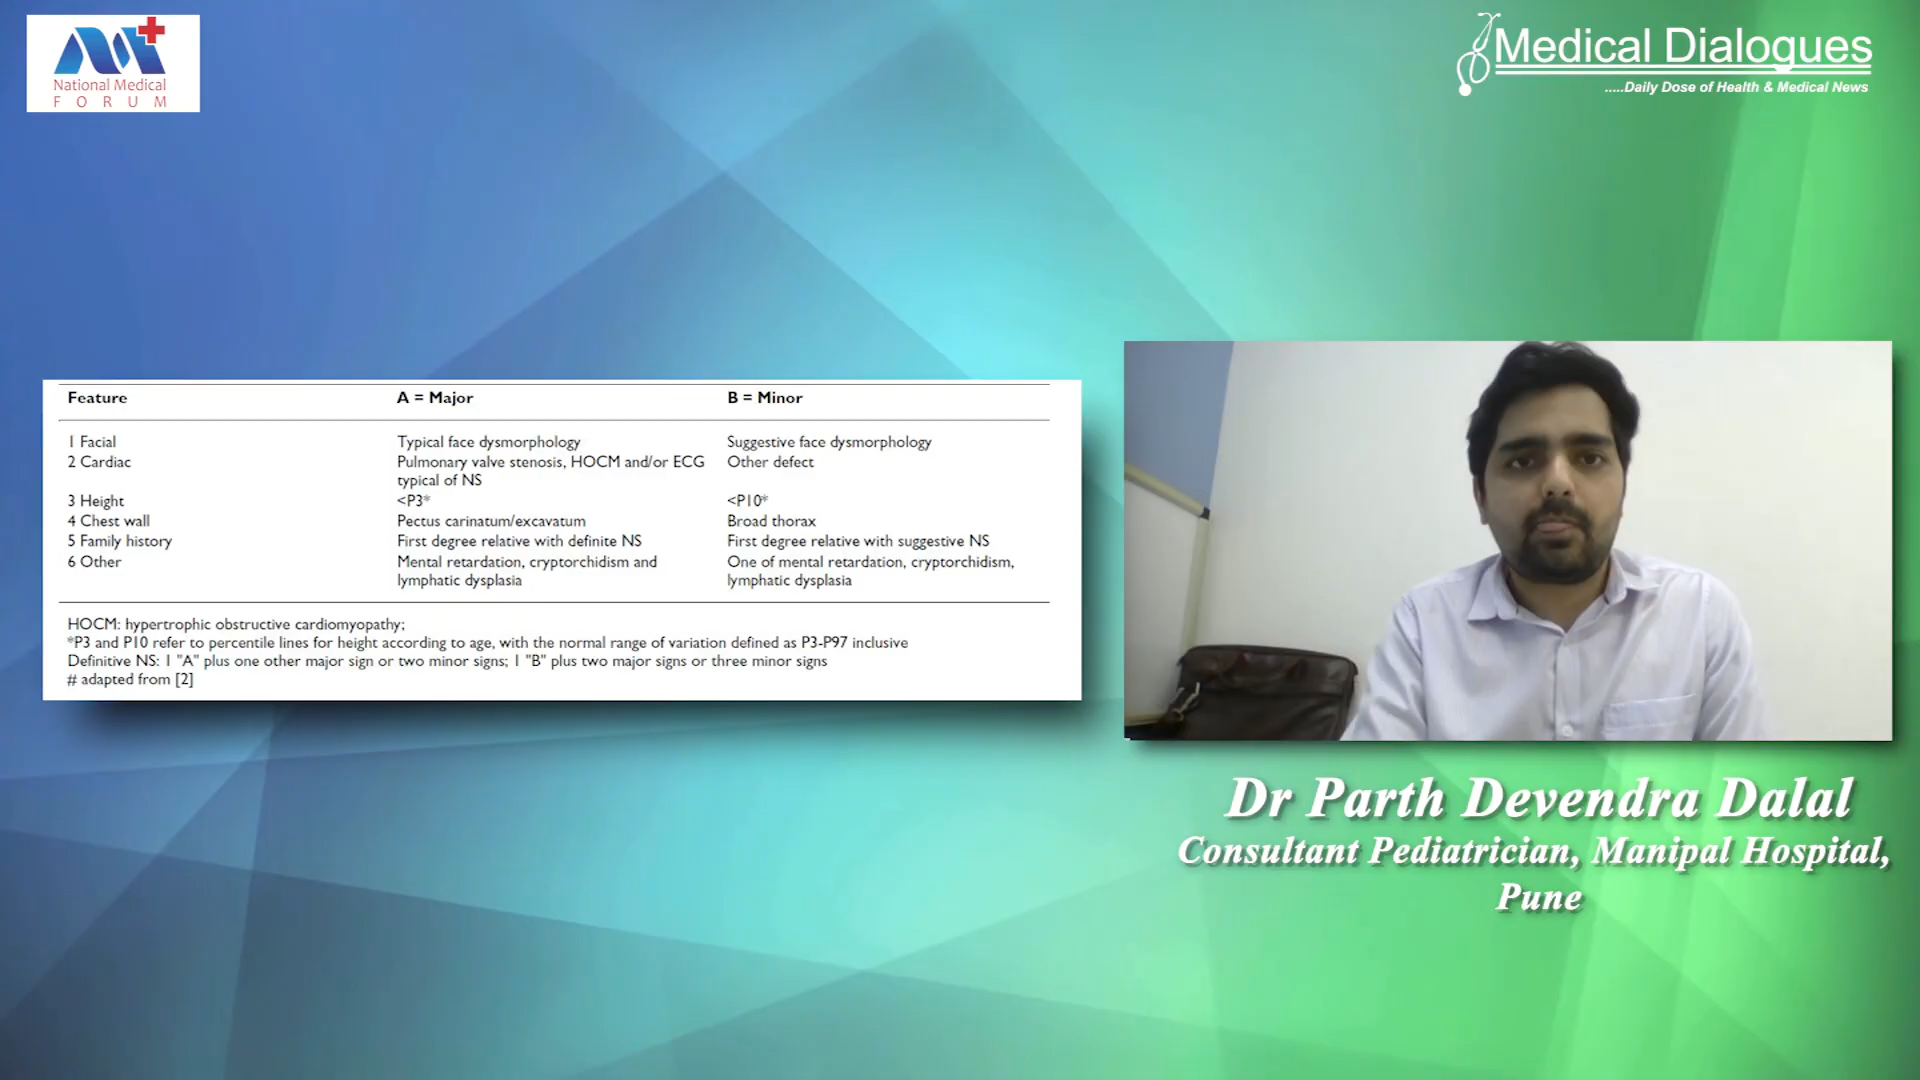 National Medical
FORUM
Medical Dialogues
.....Daily Dose of Health & Medical News
Feature A = Major B = Minor
1 Facial Typical face dysmorphology Suggestive face dysmorphology
2 Cardiac Pulmonary valve stenosis, HOCM and/or ECG Other defect
typical of NS
3 Height <P3* <P10*
4 Chest wall Pectus carinatum/excavatum Broad thorax
5 Family history First degree relative with definite NS First degree relative with suggestive NS
6 Other Mental retardation, cryptorchidism and One of mental retardation, cryptorchidism,
lymphatic dysplasia lymphatic dysplasia
HOCM: hypertrophic obstructive cardiomyopathy;
*P3 and P10 refer to percentile lines for height according to age, with the normal range of variation defined as P3-P97 inclusive
Definitive NS: 1 "A" plus one other major sign or two minor signs; 1 "B" plus two major signs or three minor signs
# adapted from [2]
Dr Parth Devendra Dalal
Consultant Pediatrician, Manipal Hospital,
Pune